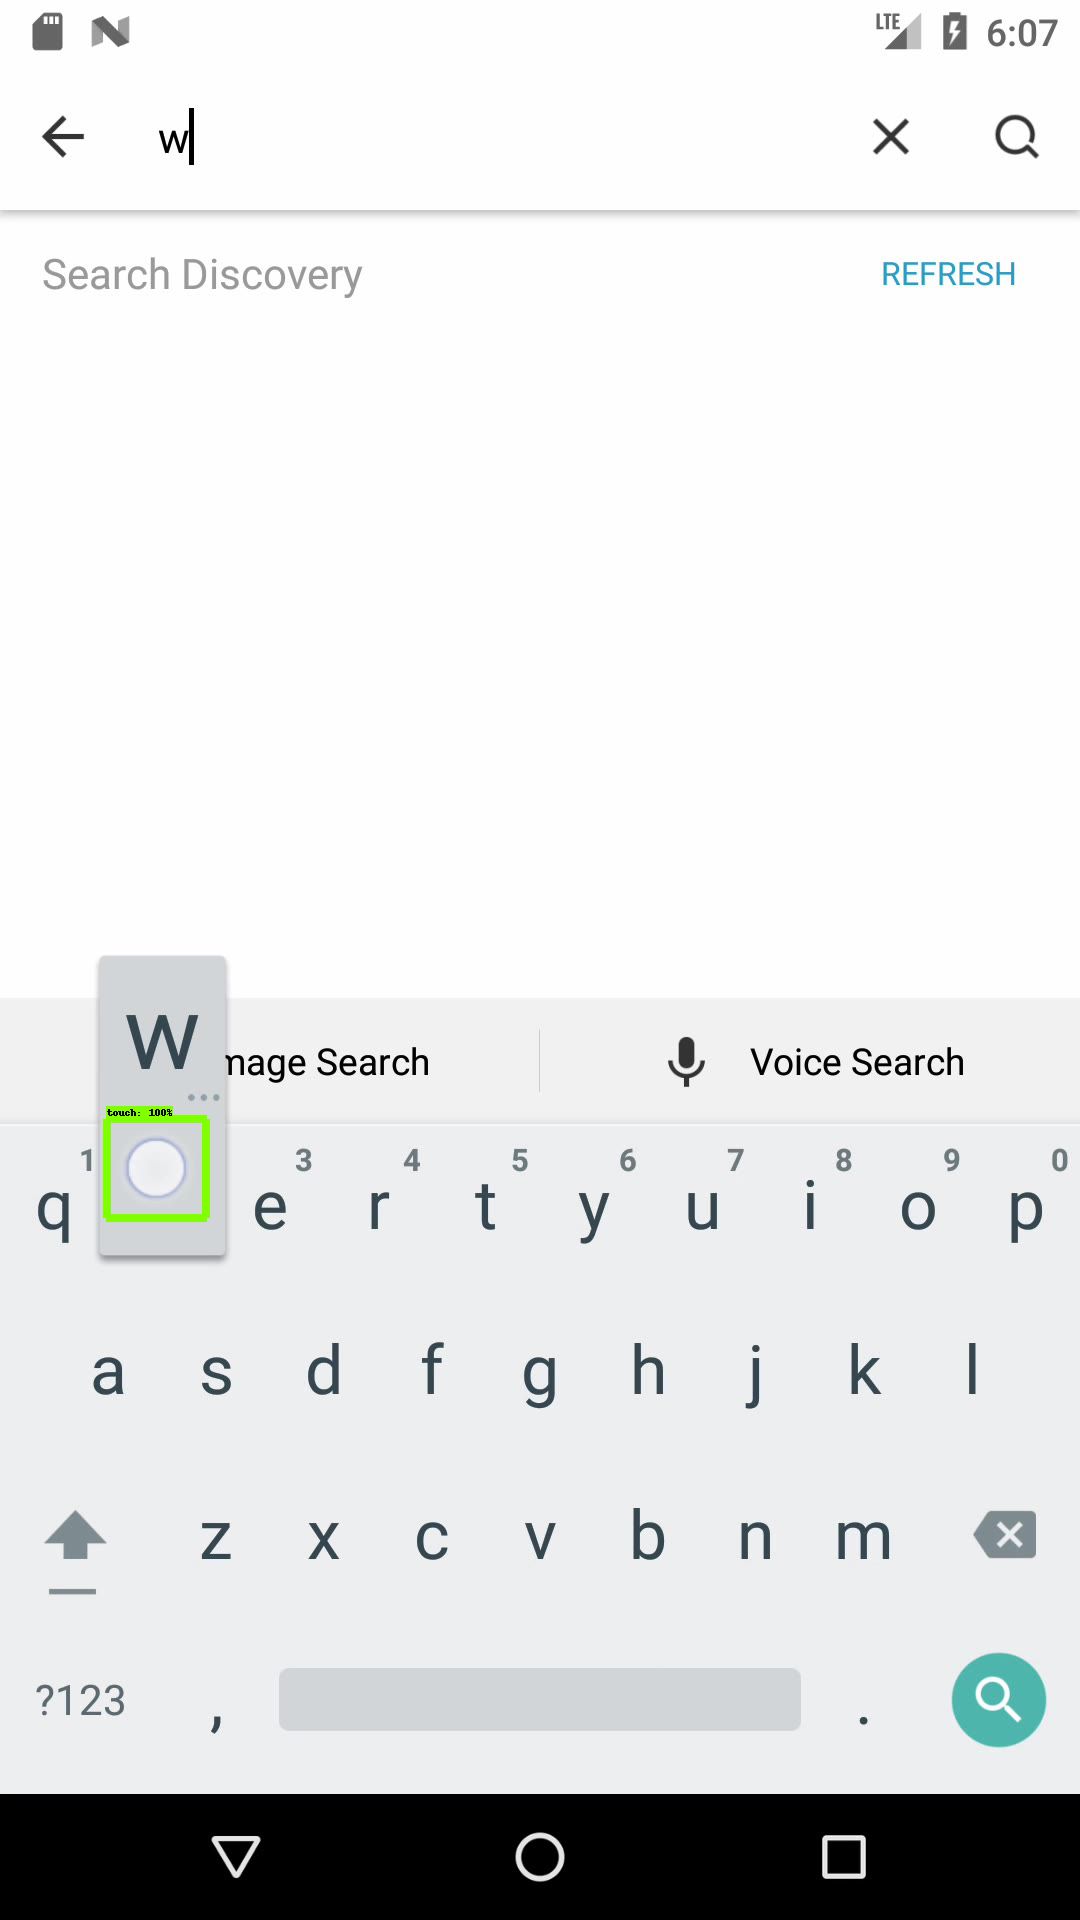 LTE 6:07
w
Search Discovery REFRESH
w
mage Search Voice Search
touch: 100%
1 3 4 5 6 7 8 9 0
q e r t y u i o p
a s d f g h j k l
z x c v b n m
?123 , .